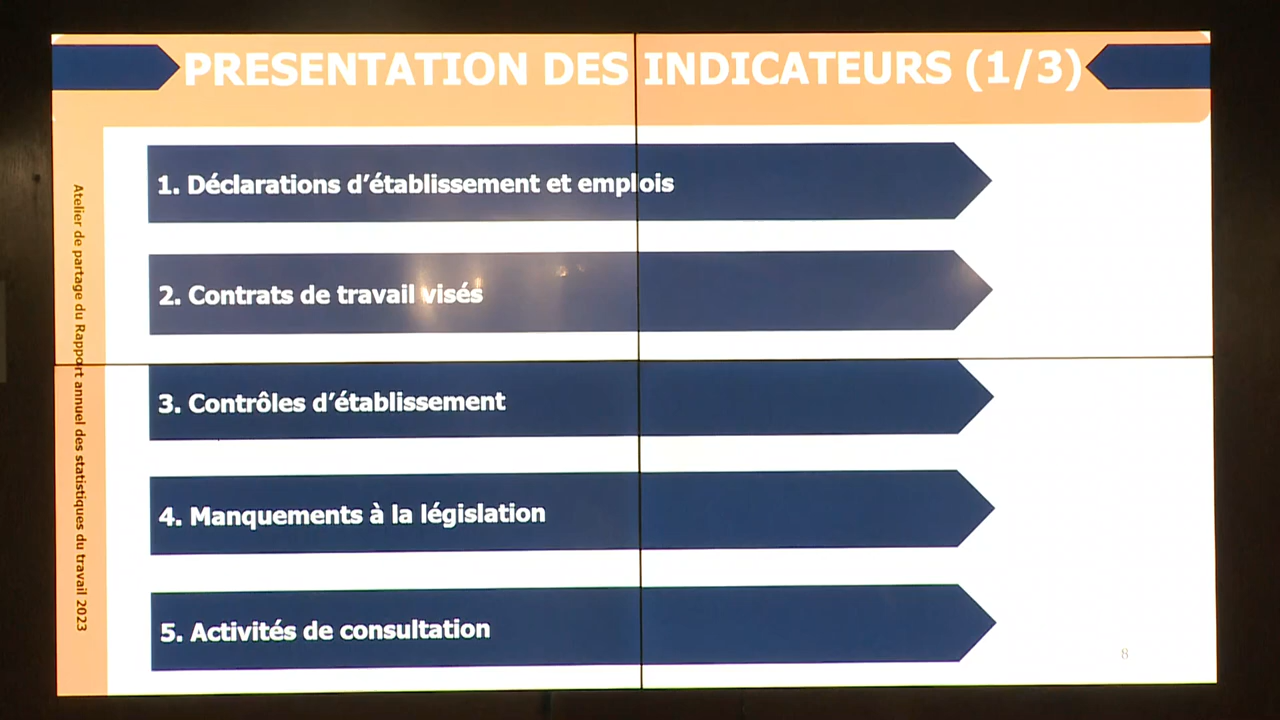 PRESENTATION DES INDICATEURS (1/3)
1. Déclarations d’établissement et emplois
2. Contrats de travail visés
3. Contrôles d’établissement
4. Manquements à la législation
5. Activités de consultation
Atelier de partage du Rapport annuel des statistiques du travail 2023
8